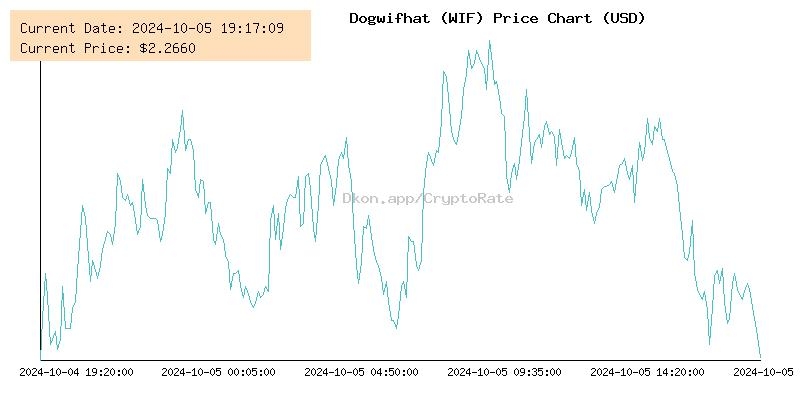 Dogwifhat (WIF) Price Chart (USD)
Current Date: 2024-10-05 19:17:09
Current Price: $2.2660
Dkon.app/CryptoRate
2024-10-04 19:20:00 2024-10-05 00:05:00 2024-10-05 04:50:00 2024-10-05 09:35:00 2024-10-05 14:20:00 2024-10-05